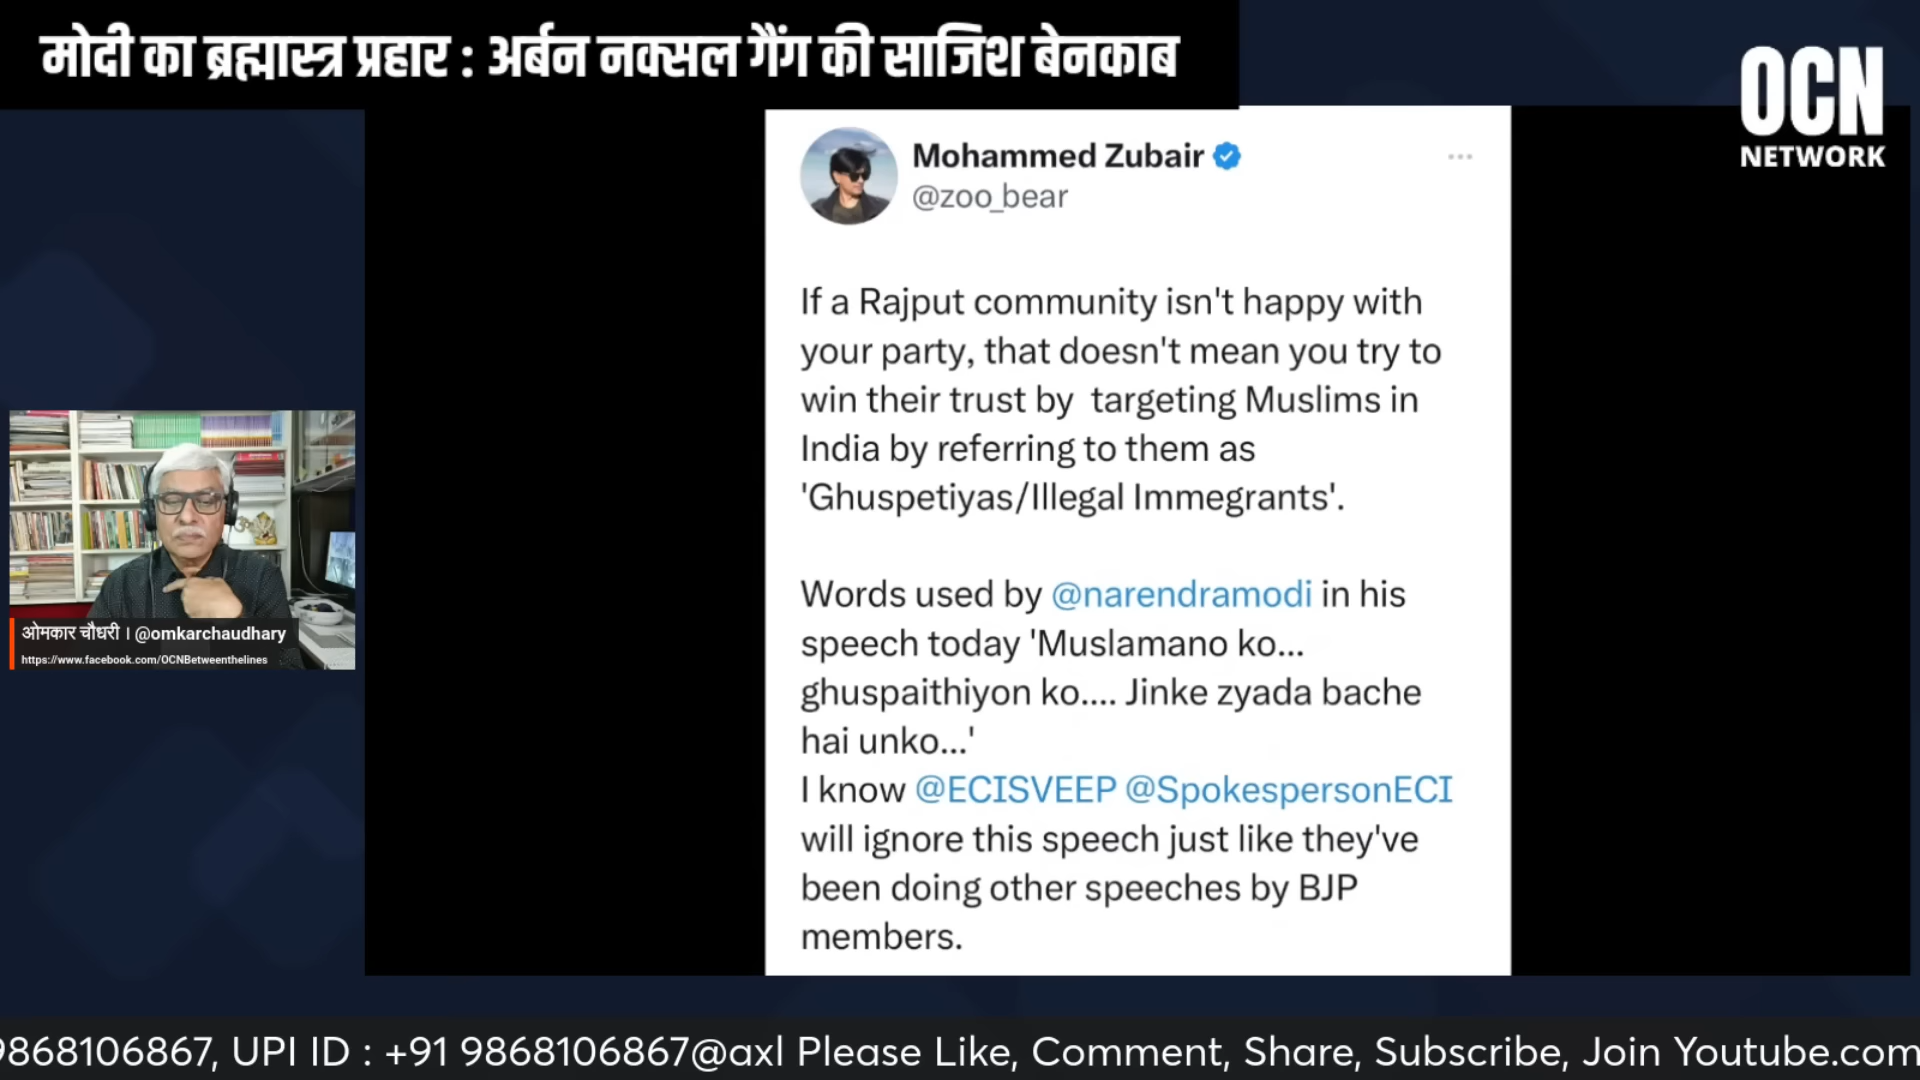 मोदी का ब्रह्मास्त्र प्रहार : अर्बन नक्सल गैंग की साजिश बेनकाब
OCN
NETWORK
Mohammed Zubair
@zoo_bear
If a Rajput community isn't happy with
your party, that doesn't mean you try to
win their trust by targeting Muslims in
India by referring to them as
'Ghuspetiyas/Illegal Immegrants'.
Words used by @narendramodi in his
speech today 'Muslamano ko...
ghuspaithiyon ko.... Jinke zyada bache
hai unko...'
I know @ECISVEEP @SpokespersonECI
will ignore this speech just like they've
been doing other speeches by BJP
members.
ओमकार चौधरी । @omkarchaudhary
https://www.facebook.com/OCNBetweenthelines
9868106867, UPI ID : +91 9868106867@axl Please Like, Comment, Share, Subscribe, Join Youtube.com